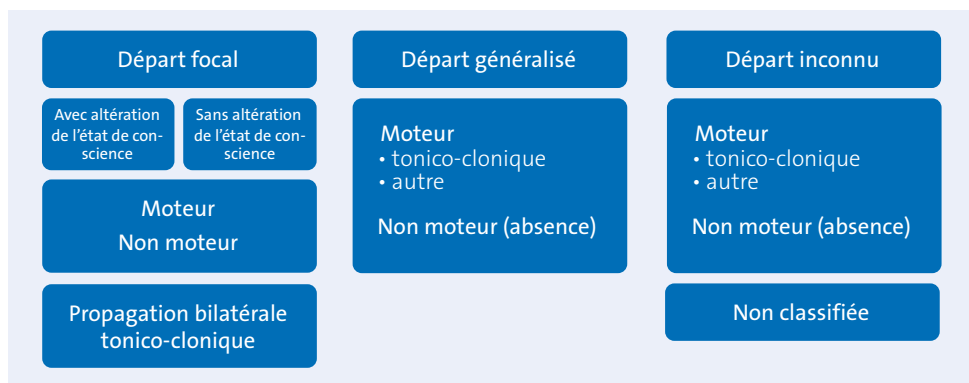 Départ focal
Avec altération
de l'état de con-
science
Sans altération
de l'état de con-
science
Moteur
Non moteur
Propagation bilatérale
tonico-clonique
Départ généralisé
Moteur
• tonico-clonique
• autre
Non moteur (absence)
Départ inconnu
Moteur
• tonico-clonique
• autre
Non moteur (absence)
Non classifiée